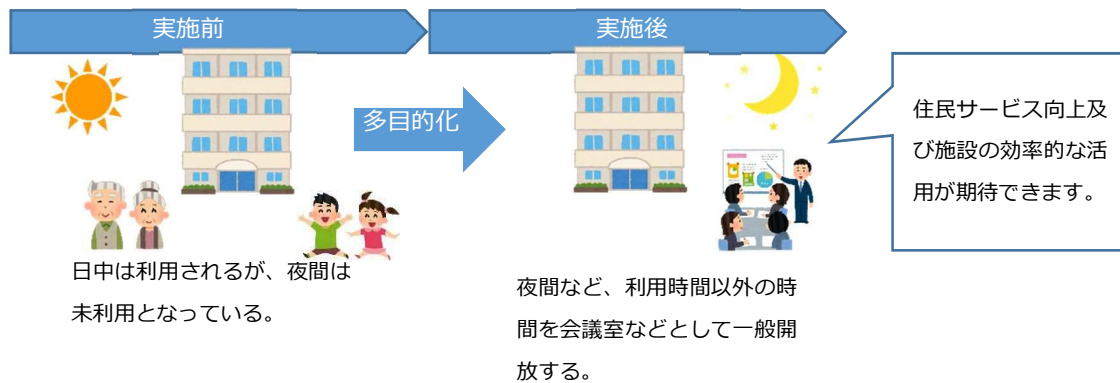 実施前
実施後
多目的化
住民サービス向上及
び施設の効率的な活
用が期待できます。
日中は利用されるが、夜間は
未利用となっている。
夜間など、利用時間以外の時
間を会議室などとして一般開
放する。